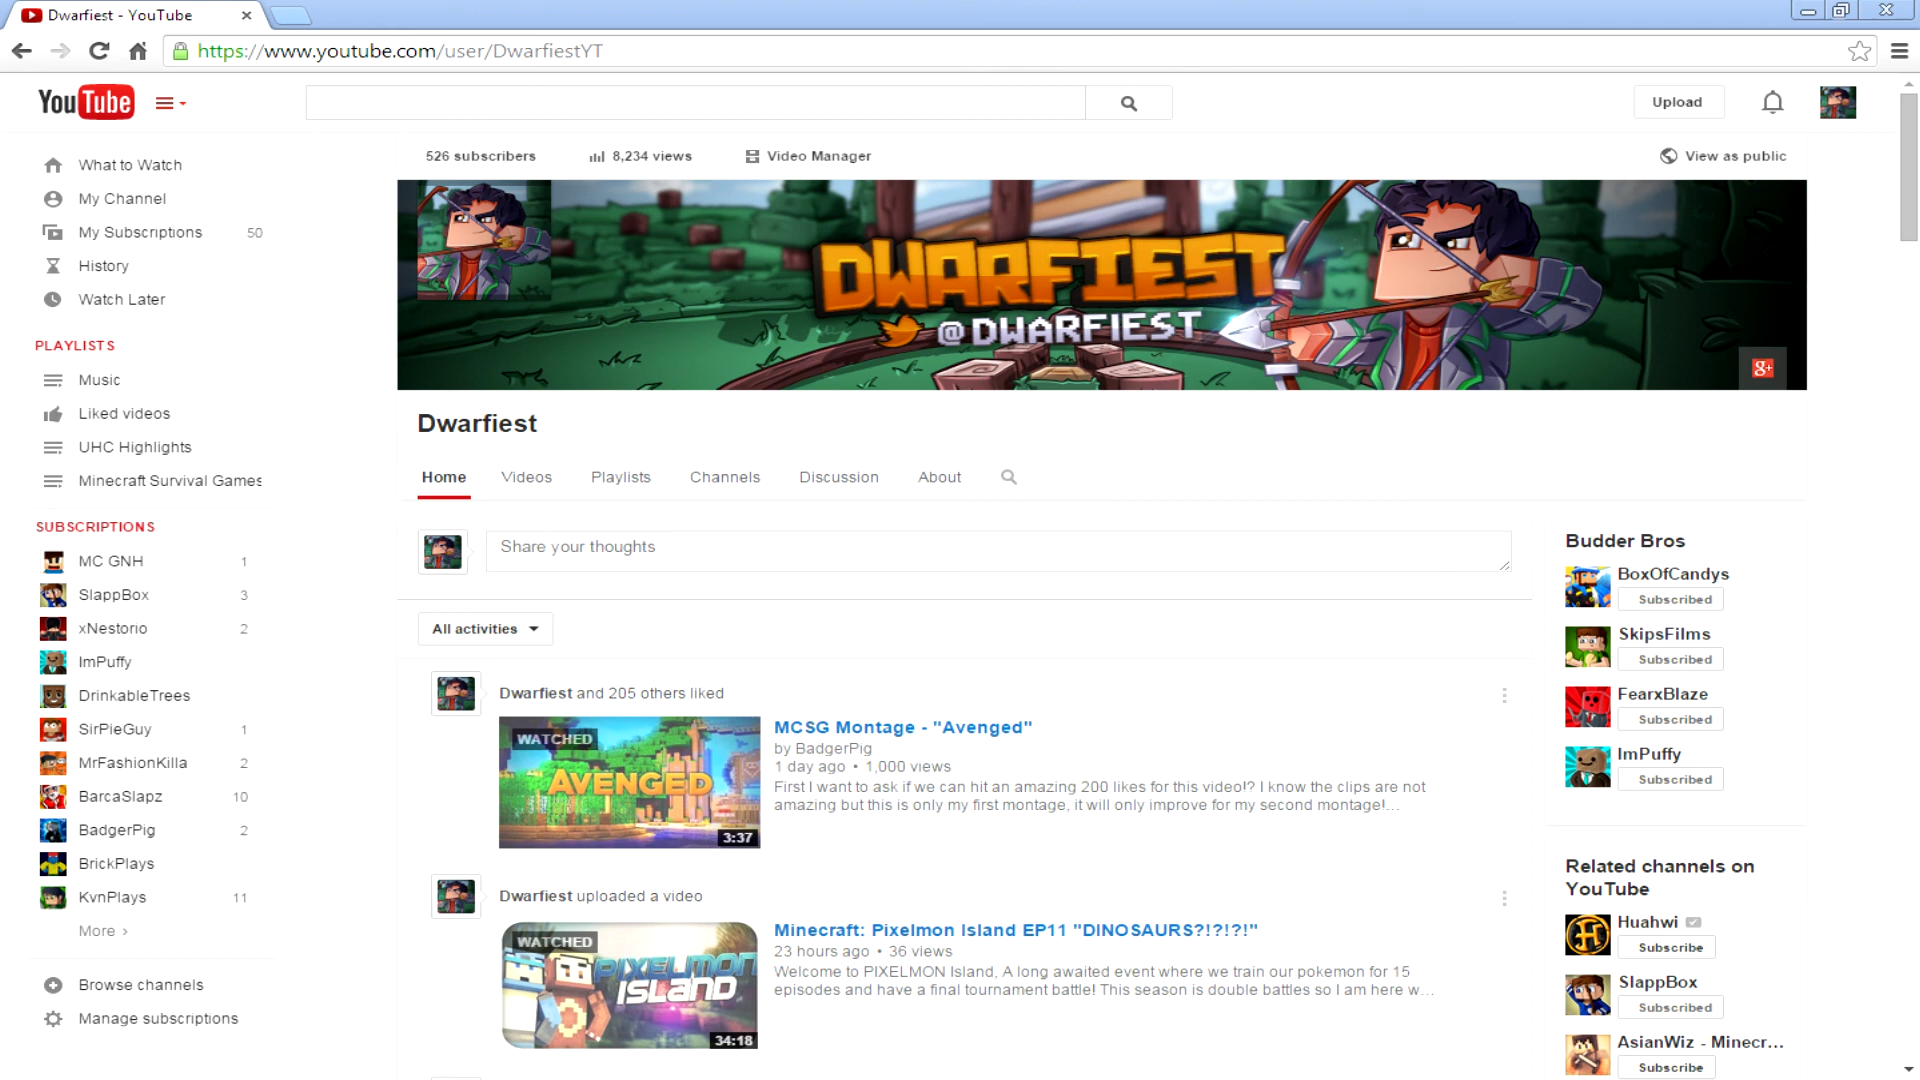 Dwarfiest - YouTube
https://www.youtube.com/user/DwarfiestYT
YouTube
Upload
What to Watch
My Channel
My Subscriptions 50
History
Watch Later
PLAYLISTS
Music
Liked videos
UHC Highlights
Minecraft Survival Games
SUBSCRIPTIONS
MC GNH 1
SlappBox 3
xNestorio 2
ImPuffy
DrinkableTrees
SirPieGuy 1
MrFashionKilla 2
BarcaSlapz 10
BadgerPig 2
BrickPlays
KvnPlays 11
More ›
Browse channels
Manage subscriptions
526 subscribers 8,234 views Video Manager View as public
DWARFIEST
@DWARFIEST
g+
Dwarfiest
Home Videos Playlists Channels Discussion About
Share your thoughts
All activities
Dwarfiest and 205 others liked
WATCHED
AVENGED
3:37
MCSG Montage - "Avenged"
by BadgerPig
1 day ago • 1,000 views
First I want to ask if we can hit an amazing 200 likes for this video!? I know the clips are not
amazing but this is only my first montage, it will only improve for my second montage!...
Dwarfiest uploaded a video
WATCHED
PIXELMON
ISLAND
34:18
Minecraft: Pixelmon Island EP11 "DINOSAURS?!?!?!"
23 hours ago • 36 views
Welcome to PIXELMON Island, A long awaited event where we train our pokemon for 15
episodes and have a final tournament battle! This season is double battles so I am here w...
Budder Bros
BoxOfCandys
Subscribed
SkipsFilms
Subscribed
FearxBlaze
Subscribed
ImPuffy
Subscribed
Related channels on
YouTube
Huahwi
Subscribe
SlappBox
Subscribed
AsianWiz - Minecr...
Subscribe